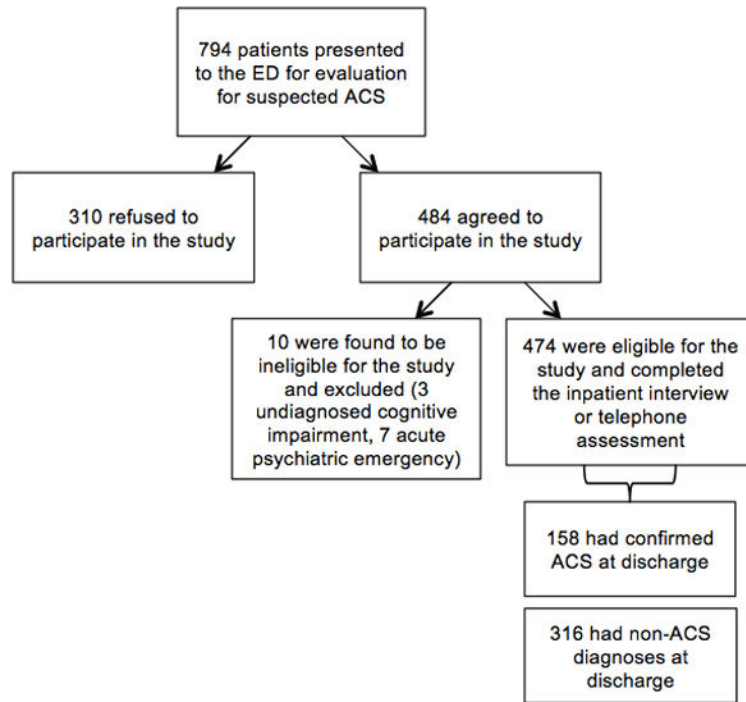 794 patients presented
to the ED for evaluation
for suspected ACS
310 refused to
participate in the study
484 agreed to
participate in the study
10 were found to be
ineligible for the study
and excluded (3
undiagnosed cognitive
impairment, 7 acute
psychiatric emergency)
474 were eligible for the
study and completed
the inpatient interview
or telephone
assessment
158 had confirmed
ACS at discharge
316 had non-ACS
diagnoses at
discharge